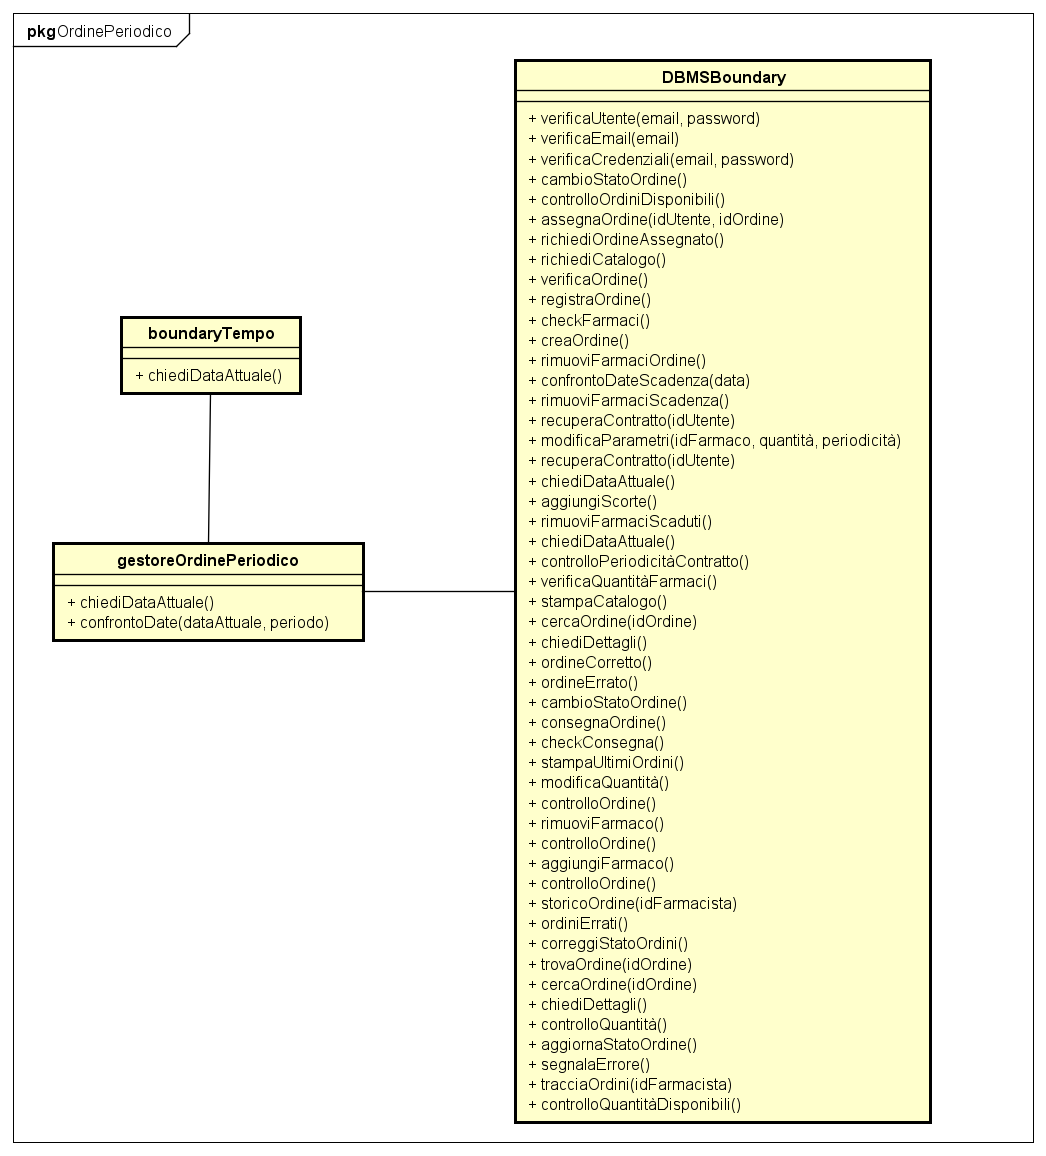 pkg OrdinePeriodico
boundaryTempo
+ chiediDataAttuale()
gestoreOrdinePeriodico
+ chiediDataAttuale()
+ confrontoDate(dataAttuale, periodo)
DBMSBoundary
+ verificaUtente(email, password)
+ verificaEmail(email)
+ verificaCredenziali(email, password)
+ cambioStatoOrdine()
+ controlloOrdiniDisponibili()
+ assegnaOrdine(idUtente, idOrdine)
+ richiediOrdineAssegnato()
+ richiediCatalogo()
+ verificaOrdine()
+ registraOrdine()
+ checkFarmaci()
+ creaOrdine()
+ rimuoviFarmaciOrdine()
+ confrontoDateScadenza(data)
+ rimuoviFarmaciScadenza()
+ recuperaContratto(idUtente)
+ modificaParametri(idFarmaco, quantità, periodicità)
+ recuperaContratto(idUtente)
+ chiediDataAttuale()
+ aggiungiScorte()
+ rimuoviFarmaciScaduti()
+ chiediDataAttuale()
+ controlloPeriodicitàContratto()
+ verificaQuantitàFarmaci()
+ stampaCatalogo()
+ cercaOrdine(idOrdine)
+ chiediDettagli()
+ ordineCorretto()
+ ordineErrato()
+ cambioStatoOrdine()
+ consegnaOrdine()
+ checkConsegna()
+ stampaUltimiOrdini()
+ modificaQuantità()
+ controlloOrdine()
+ rimuoviFarmaco()
+ controlloOrdine()
+ aggiungiFarmaco()
+ controlloOrdine()
+ storicoOrdine(idFarmacista)
+ ordiniErrati()
+ correggiStatoOrdini()
+ trovaOrdine(idOrdine)
+ cercaOrdine(idOrdine)
+ chiediDettagli()
+ controlloQuantità()
+ aggiornaStatoOrdine()
+ segnalaErrore()
+ tracciaOrdini(idFarmacista)
+ controlloQuantitàDisponibili()